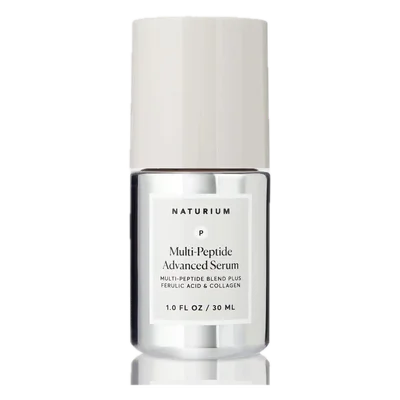 NATURIUM
P
Multi-Peptide
Advanced Serum
MULTI-PEPTIDE BLEND PLUS
FERULIC ACID & COLLAGEN
1.0 FL OZ / 30 ML